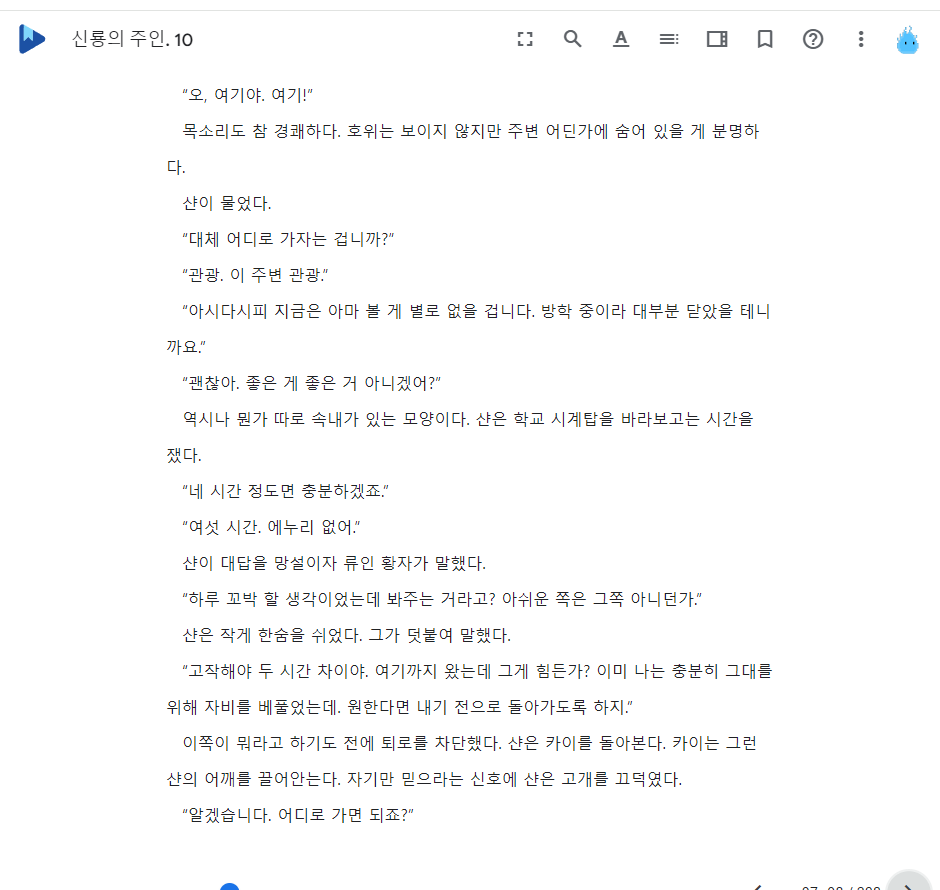 신룡의 주인. 10
“오, 여기야. 여기!”
목소리도 참 경쾌하다. 호위는 보이지 않지만 주변 어딘가에 숨어 있을 게 분명하
다.
샨이 물었다.
“대체 어디로 가자는 겁니까?”
“관광. 이 주변 관광.”
“아시다시피 지금은 아마 볼 게 별로 없을 겁니다. 방학 중이라 대부분 닫았을 테니
까요.”
“괜찮아. 좋은 게 좋은 거 아니겠어?”
역시나 뭔가 따로 속내가 있는 모양이다. 샨은 학교 시계탑을 바라보고는 시간을
쟀다.
“네 시간 정도면 충분하겠죠.”
“여섯 시간. 에누리 없어.”
샨이 대답을 망설이자 류인 황자가 말했다.
“하루 꼬박 할 생각이었는데 봐주는 거라고? 아쉬운 쪽은 그쪽 아니던가.”
샨은 작게 한숨을 쉬었다. 그가 덧붙여 말했다.
“고작해야 두 시간 차이야. 여기까지 왔는데 그게 힘든가? 이미 나는 충분히 그대를
위해 자비를 베풀었는데. 원한다면 내기 전으로 돌아가도록 하지.”
이쪽이 뭐라고 하기도 전에 퇴로를 차단했다. 샨은 카이를 돌아본다. 카이는 그런
샨의 어깨를 끌어안는다. 자기만 믿으라는 신호에 샨은 고개를 끄덕였다.
“알겠습니다. 어디로 가면 되죠?”